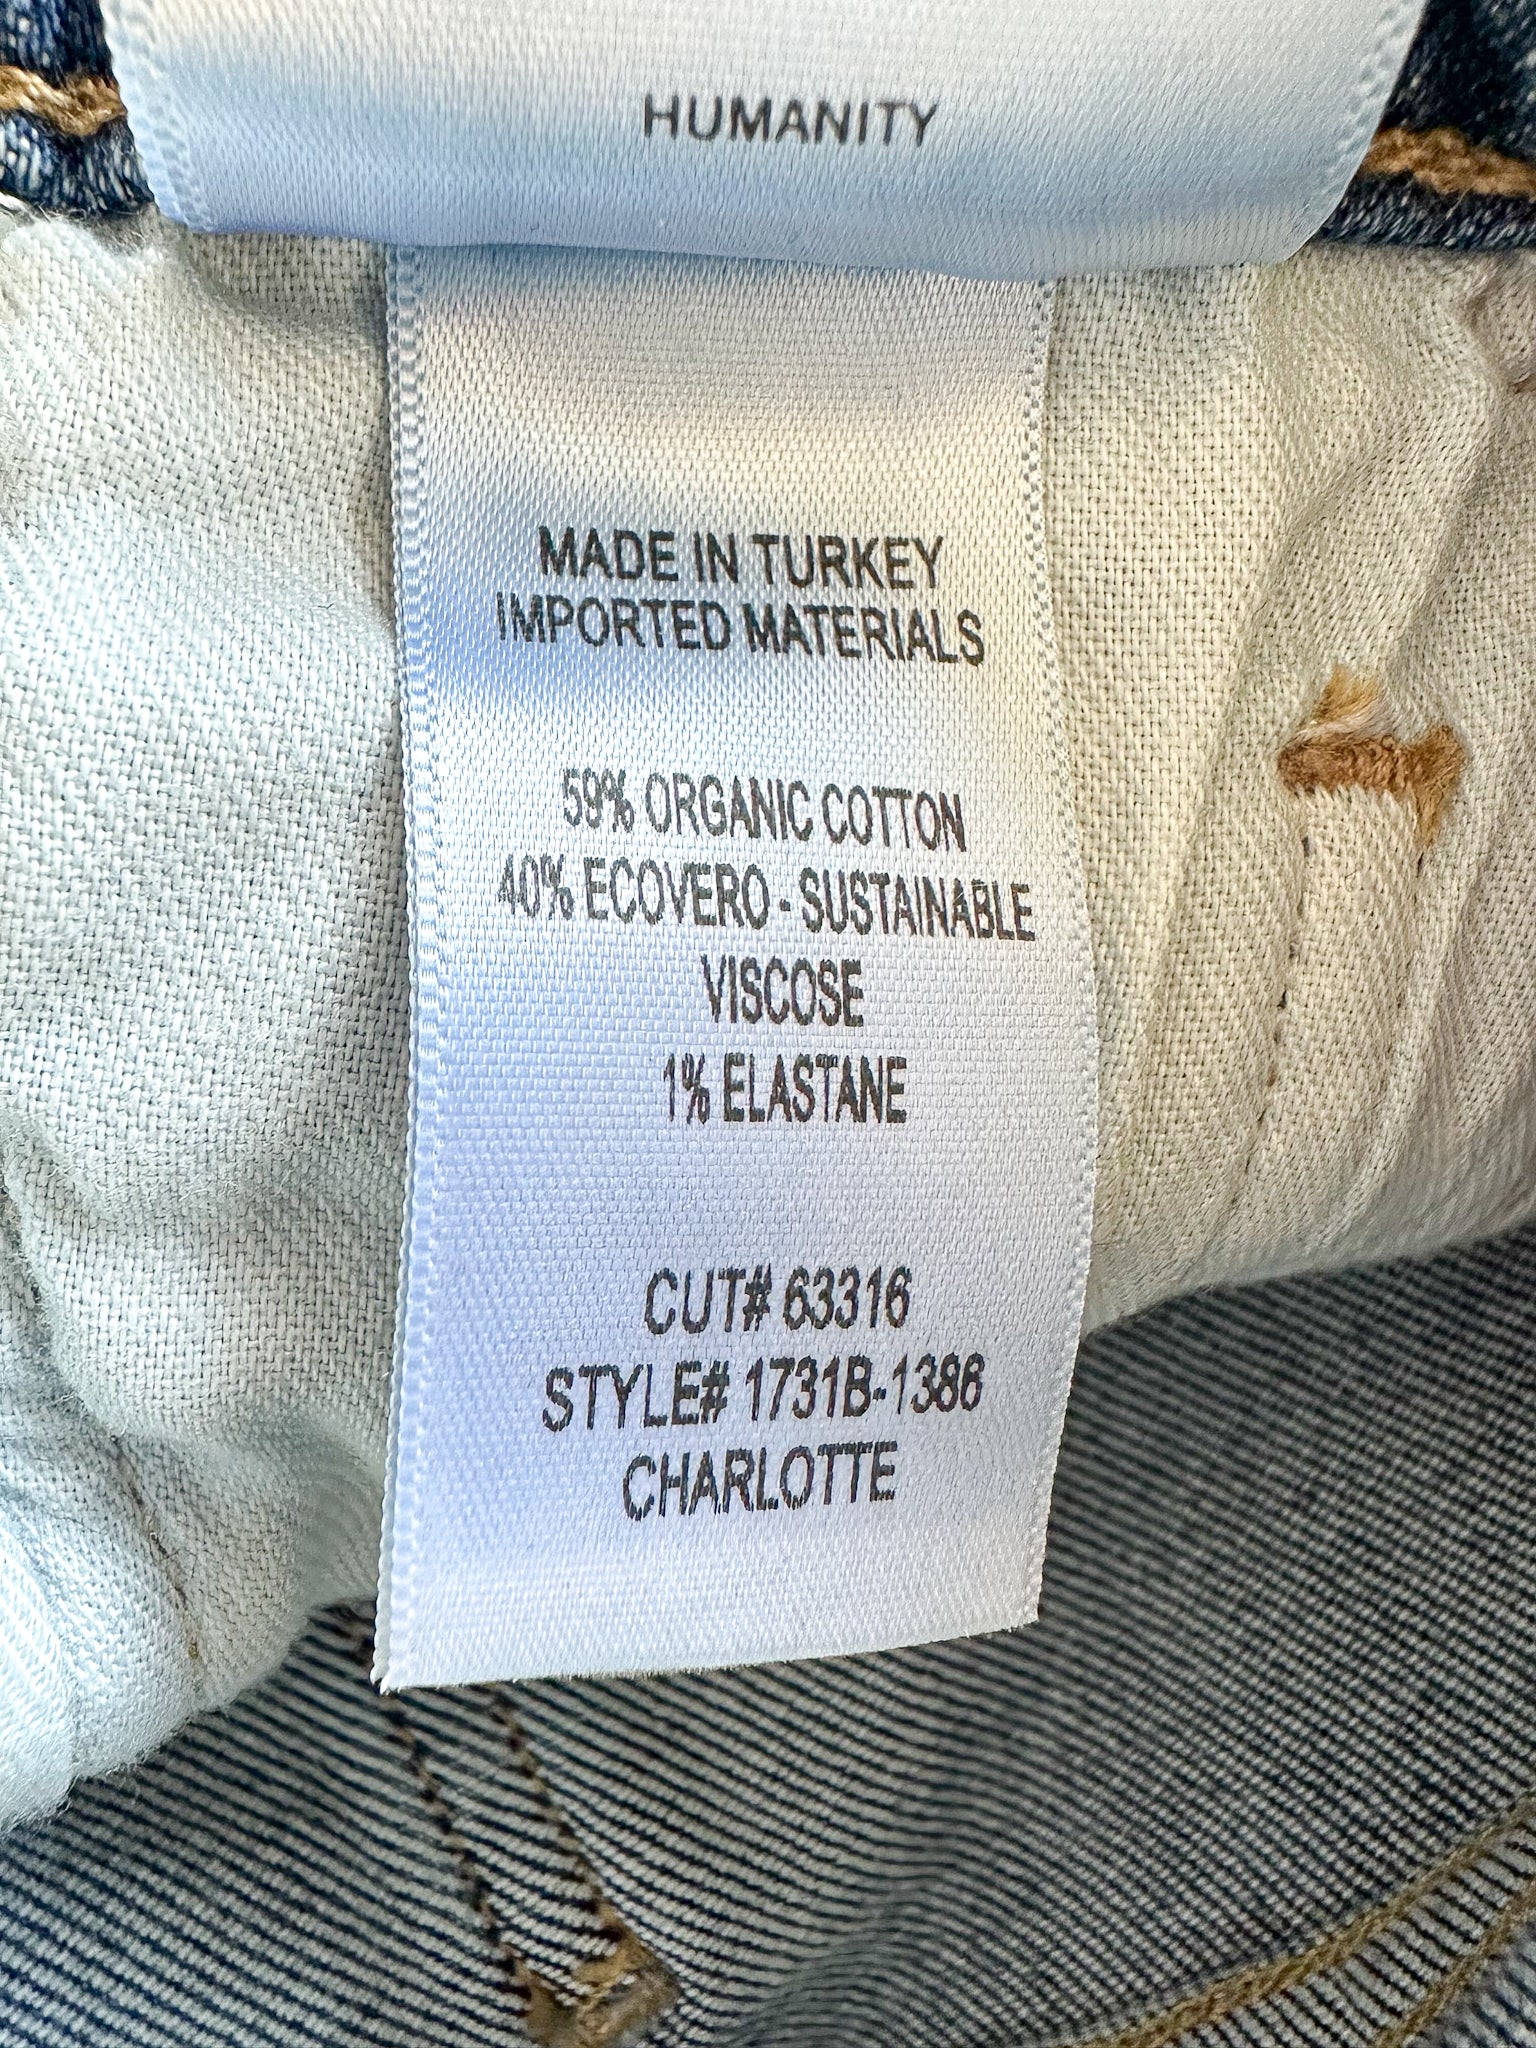 HUMANITY
MADE IN TURKEY
IMPORTED MATERIALS
59% ORGANIC COTTON
40% ECOVERO - SUSTAINABLE
VISCOSE
1% ELASTANE
CUT# 63316
STYLE# 1731B-1386
CHARLOTTE